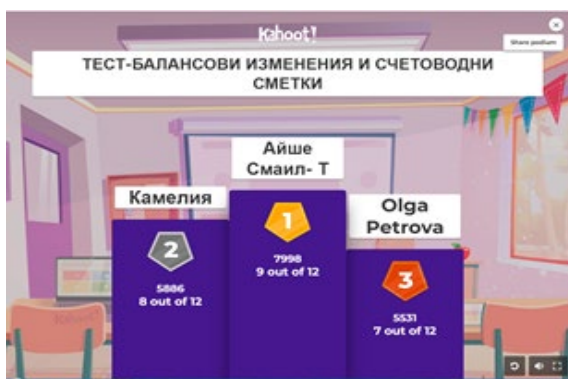 Kahoot!
Share podium
ТЕСТ-БАЛАНСОВИ ИЗМЕНЕНИЯ И СЧЕТОВОДНИ
СМЕТКИ
Айше
Смаил- Т
Камелия
Olga
Petrova
1
7998
9 out of 12
2
5886
8 out of 12
3
5531
7 out of 12
Kahoot!